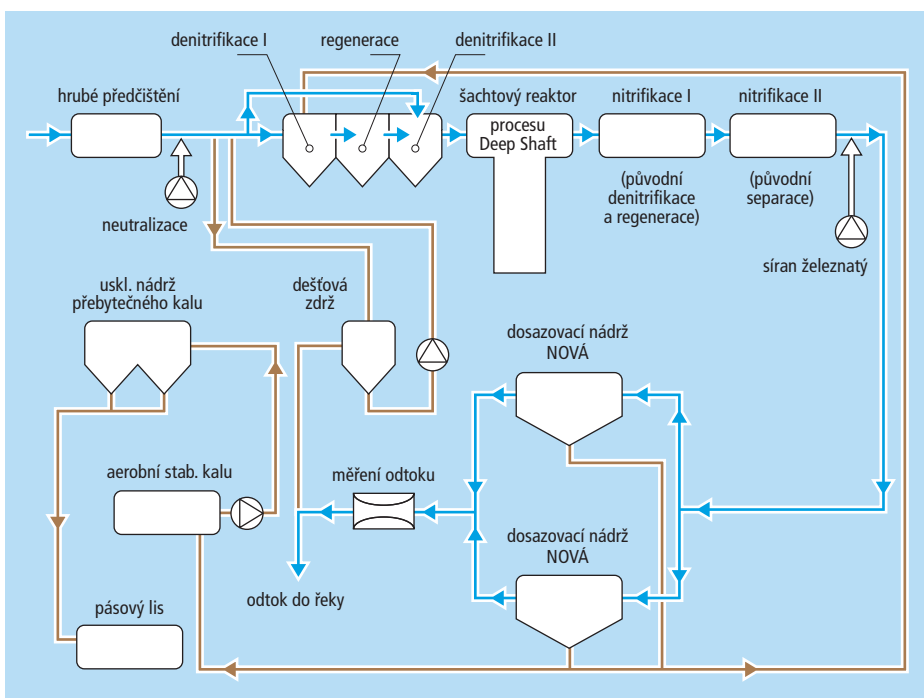 denitrifikace I
regenerace
denitrifikace II
hrubé předčištění
šachtový reaktor
nitrifikace I
nitrifikace II
procesu
Deep Shaft
(původní
denitrifikace
a regenerace)
(původní
separace)
neutralizace
síran železnatý
uskl. nádrž
přebytečného kalu
dešťová
zdrž
dosazovací nádrž
NOVÁ
aerobní stab. kalu
měření odtoku
dosazovací nádrž
NOVÁ
odtok do řeky
pásový lis